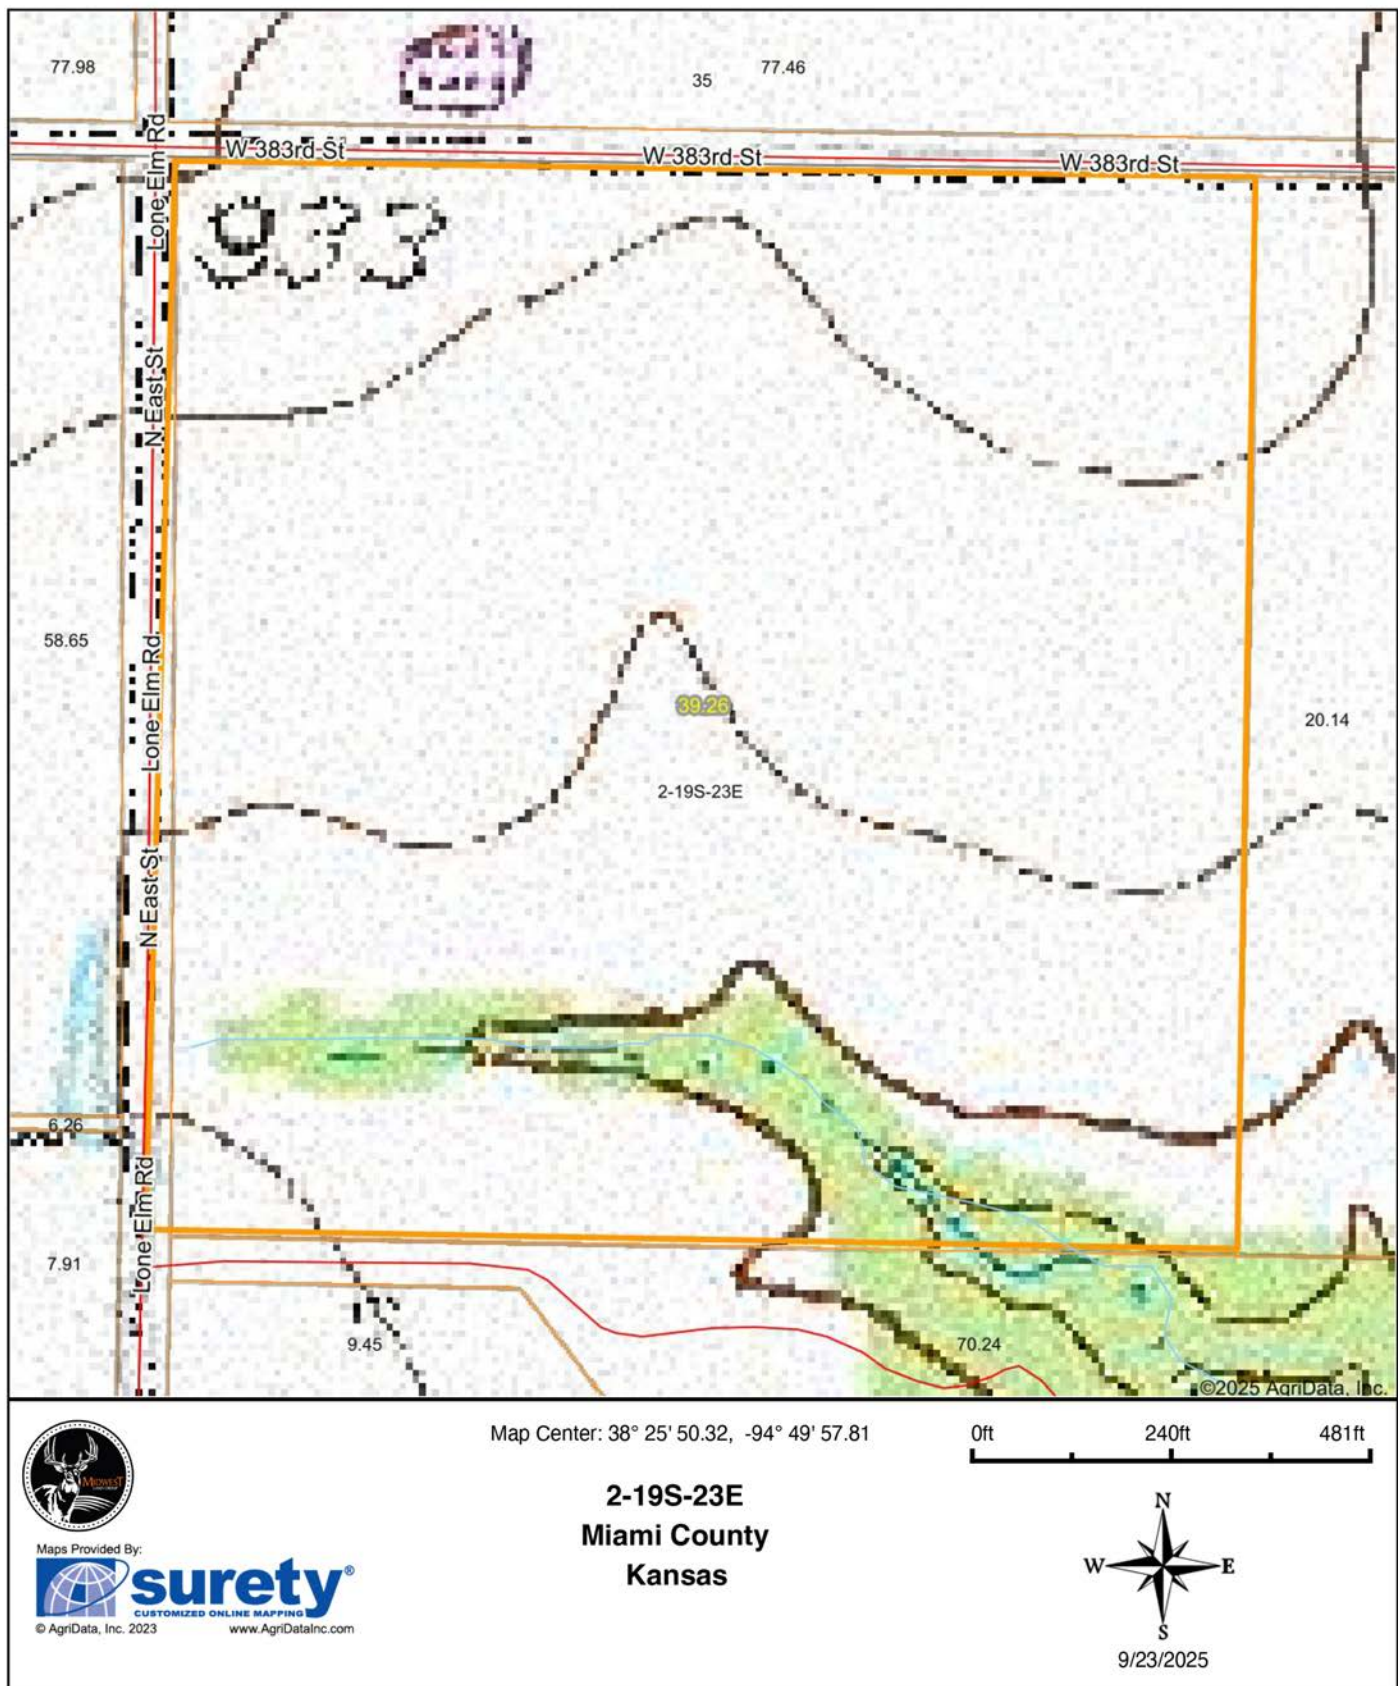 77.98
35
77.46
W 383rd St
W 383rd St
W 383rd St
Lone Elm Rd
933
N East St
58.65
Lone Elm Rd
39.26
20.14
2-19S-23E
N East St
6.26
Lone Elm Rd
7.91
9.45
70.24
©2025 AgriData, Inc.
Map Center: 38° 25' 50.32, -94° 49' 57.81
0ft 240ft 481ft
MIDWEST
2-19S-23E
Miami County
Kansas
N
W E
S
9/23/2025
Maps Provided By:
surety®
CUSTOMIZED ONLINE MAPPING
© AgriData, Inc. 2023 www.AgriDataInc.com